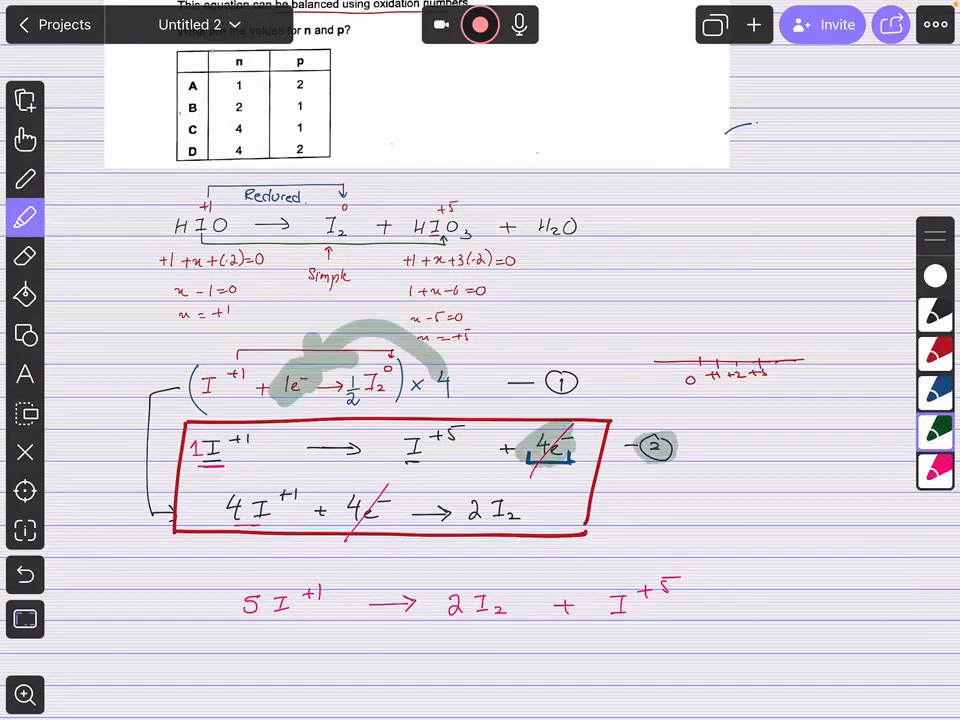 This equation can be balanced using oxidation numbers.
Projects
Untitled 2
Invite
the values for n and p?
n p
A 1 2
B 2 1
C 4 1
D 4 2
Reduced.
+1 0 +5
HIO → I₂ + HIO₃ + H₂O
+1 +x+(-2)=0 +1 +x+3(-2)=0
Simple
x -1=0 1+x-6=0
x = +1 x-5=0
x = +5
(I⁺¹ + 1e⁻ → ½ I₂⁰) × 4 — ①
0 +1 +2 +3
1I⁺¹ → I⁺⁵ + 4e⁻ - ②
4I⁺¹ + 4e⁻ → 2I₂
5I⁺¹ → 2I₂ + I⁺⁵